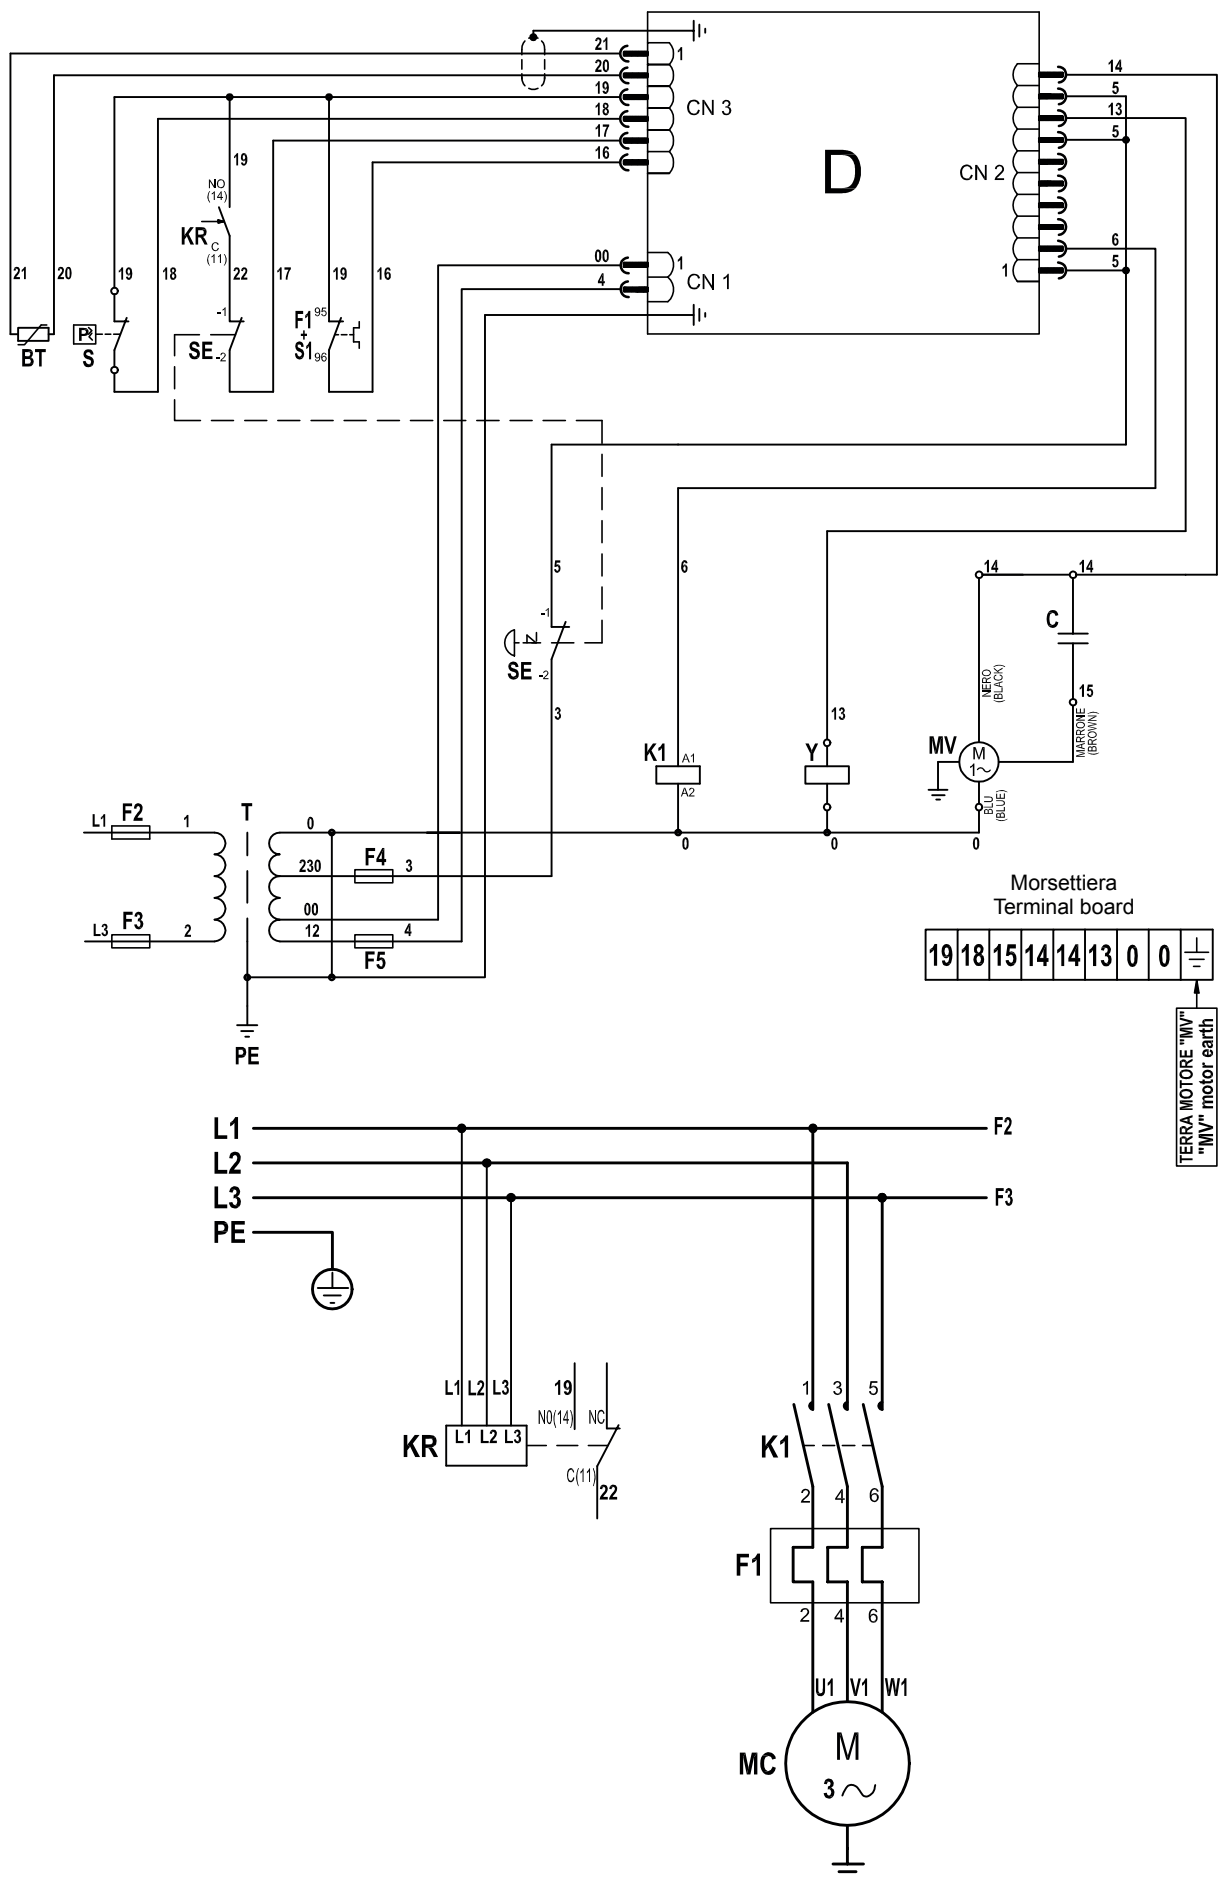 21
1
20
19
CN 3
18
17
16
14
5
13
5
CN 2
6
1
5
D
00
1
4
CN 1
19
NO
(14)
KR
C
(11)
21
20
19
18
22
17
19
16
BT
P
S
-1
SE
-2
F1
+
S1
95
96
5
6
-1
SE
-2
3
14
14
C
NERO
(BLACK)
15
MARRONE
(BROWN)
13
K1
A1
A2
Y
MV
M
1~
BLU
(BLUE)
0
0
0
L1
F2
1
T
0
230
F4
3
00
L3
F3
2
12
F5
4
PE
Morsettiera
Terminal board
19 18 15 14 14 13 0 0
TERRA MOTORE "MV"
"MV" motor earth
L1
F2
L2
L3
F3
PE
L1 L2 L3
19
N0(14)
NC
KR
L1 L2 L3
C(11)
22
1 3 5
K1
2 4 6
F1
2 4 6
U1 V1 W1
MC
M
3